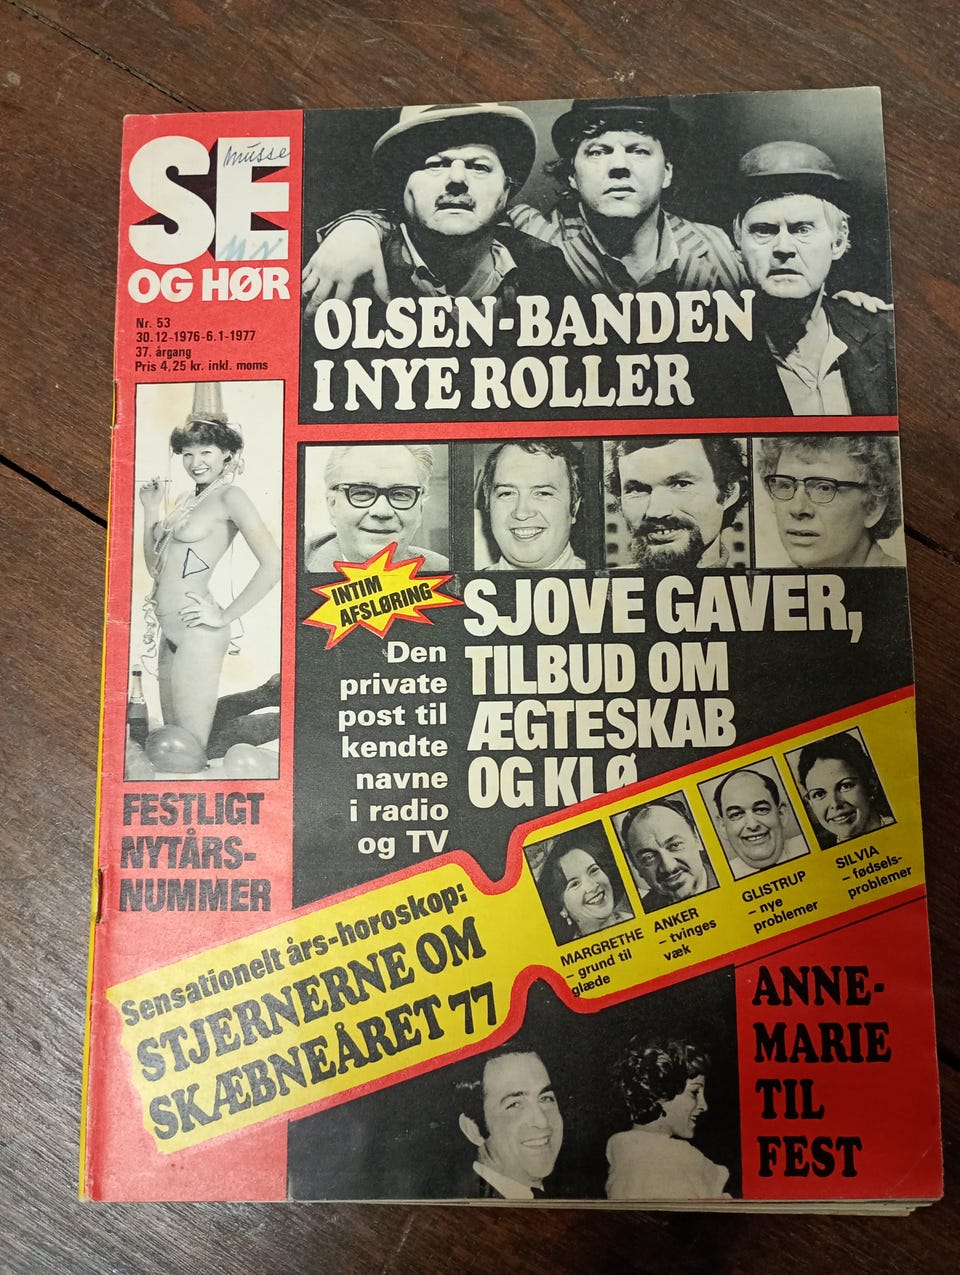 SE
musse
OG HØR
Nr. 53
30.12-1976-6.1-1977
37. årgang
Pris 4,25 kr. inkl. moms
OLSEN-BANDEN
I NYE ROLLER
INTIM
AFSLØRING
Den
private
post til
kendte
navne
i radio
og TV
SJOVE GAVER,
TILBUD OM
ÆGTESKAB
OG KLØ
FESTLIGT
NYTÅRS-
NUMMER
Sensationelt års-horoskop:
STJERNERNE OM
SKÆBNEÅRET 77
MARGRETHE
– grund til
glæde
ANKER
– tvinges
væk
GLISTRUP
– nye
problemer
SILVIA
– fødsels-
problemer
ANNE-
MARIE
TIL
FEST